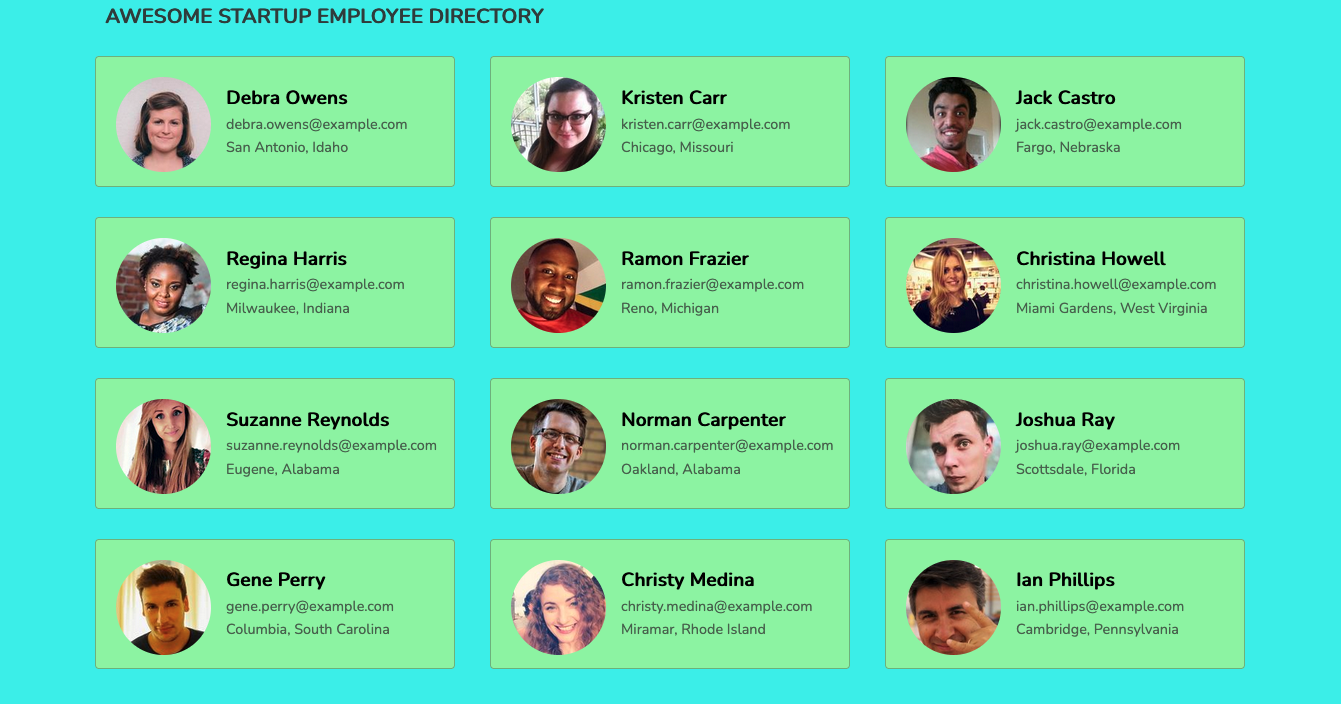 AWESOME STARTUP EMPLOYEE DIRECTORY
Debra Owens
debra.owens@example.com
San Antonio, Idaho
Kristen Carr
kristen.carr@example.com
Chicago, Missouri
Jack Castro
jack.castro@example.com
Fargo, Nebraska
Regina Harris
regina.harris@example.com
Milwaukee, Indiana
Ramon Frazier
ramon.frazier@example.com
Reno, Michigan
Christina Howell
christina.howell@example.com
Miami Gardens, West Virginia
Suzanne Reynolds
suzanne.reynolds@example.com
Eugene, Alabama
Norman Carpenter
norman.carpenter@example.com
Oakland, Alabama
Joshua Ray
joshua.ray@example.com
Scottsdale, Florida
Gene Perry
gene.perry@example.com
Columbia, South Carolina
Christy Medina
christy.medina@example.com
Miramar, Rhode Island
Ian Phillips
ian.phillips@example.com
Cambridge, Pennsylvania